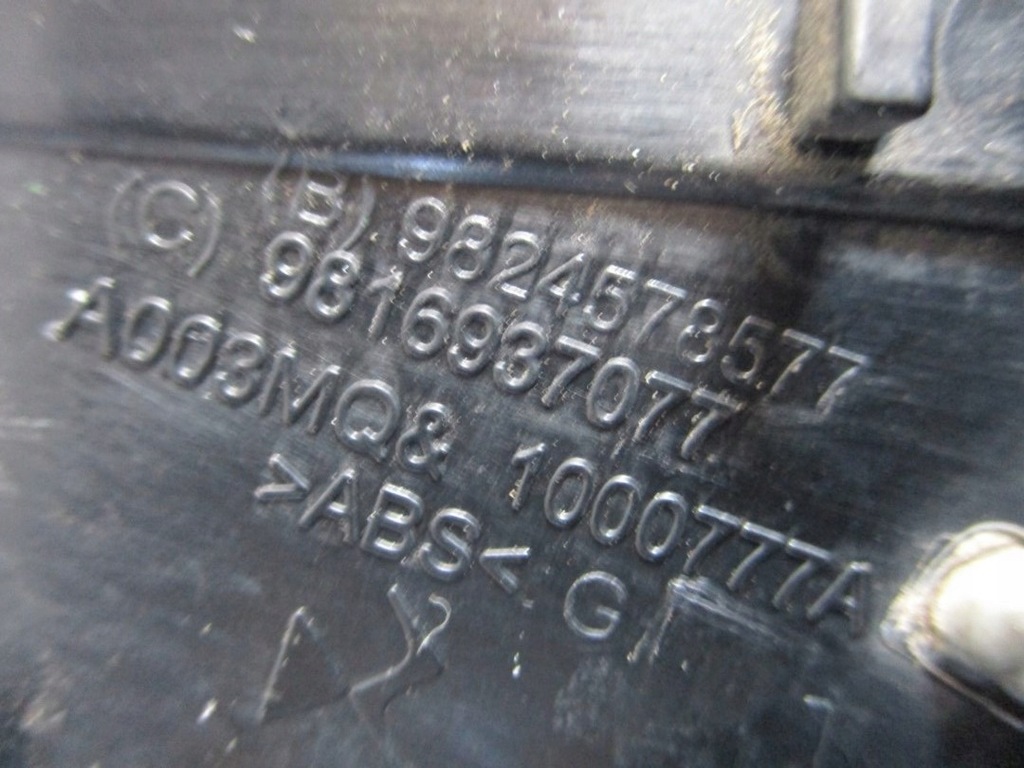 (B) 9824573577
(C) 9816937077
A003MQ& 1000777A
>ABS< G